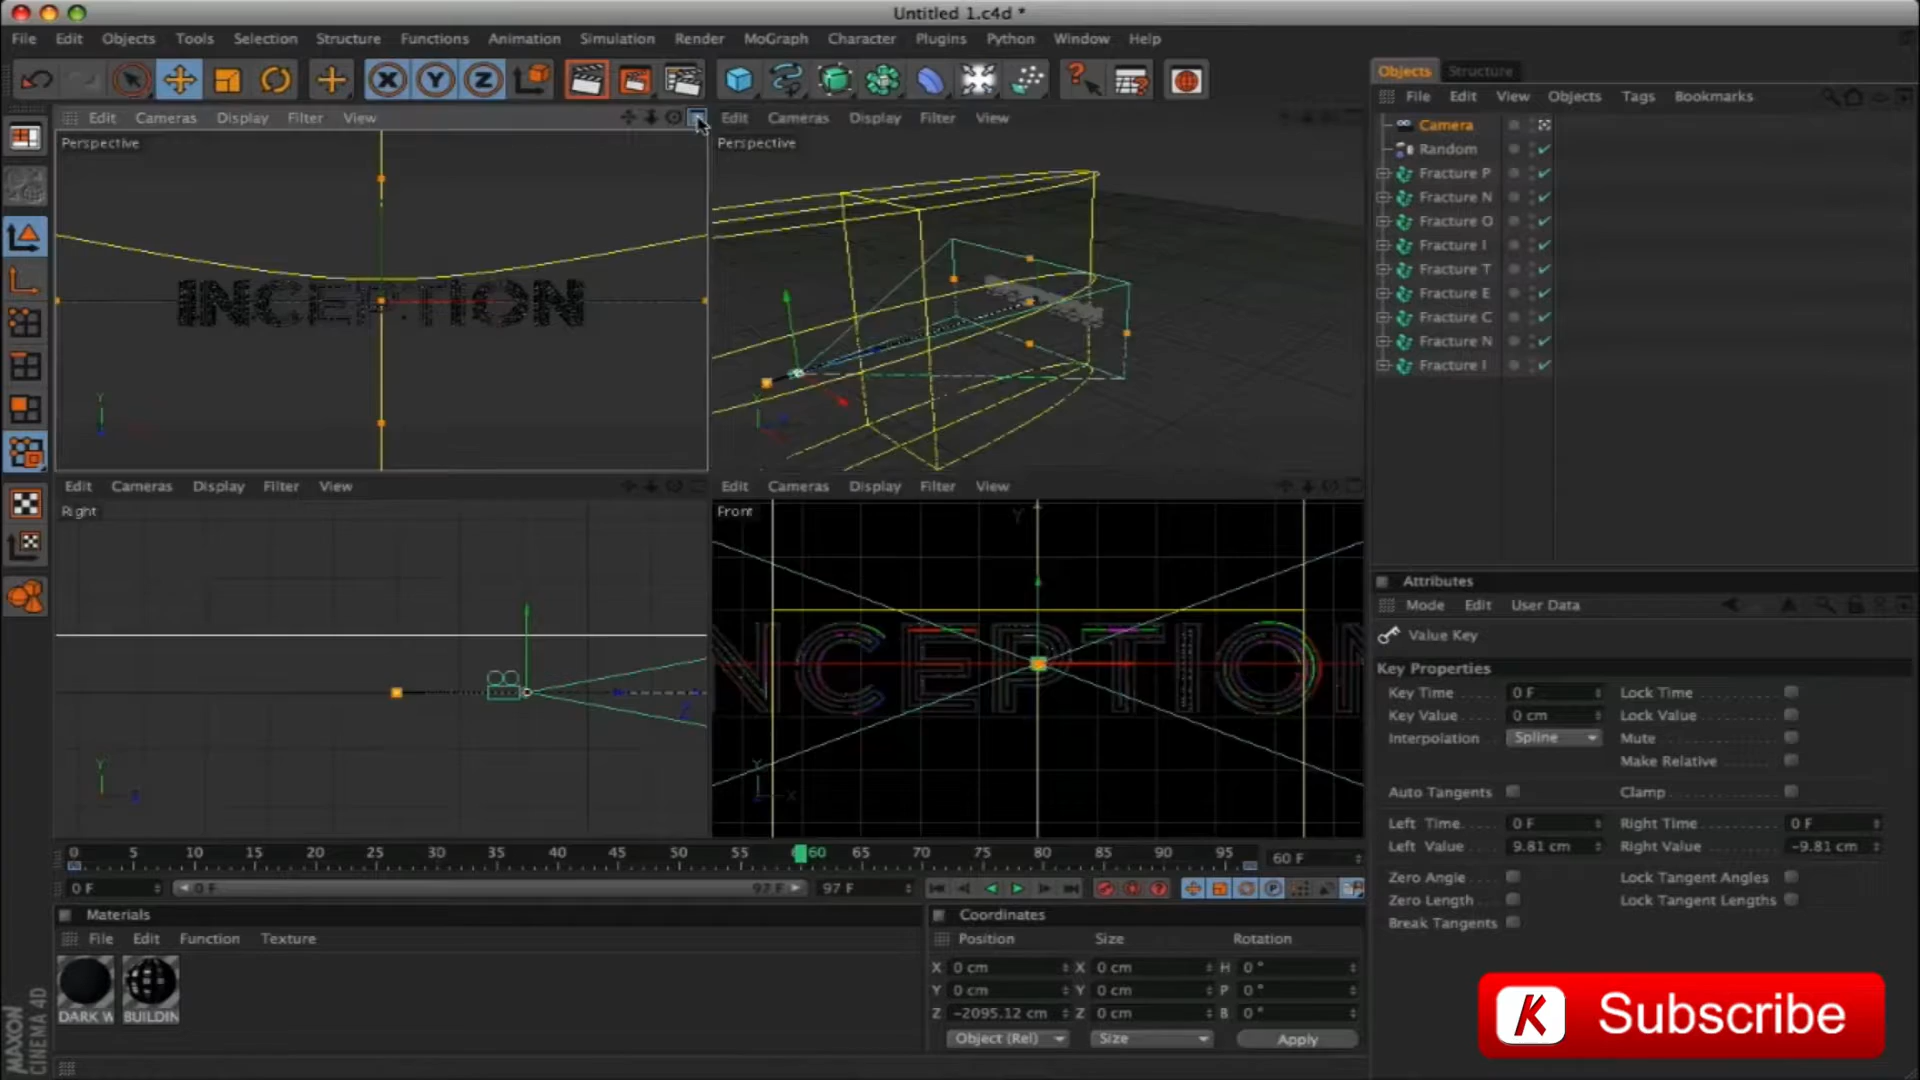 Untitled 1.c4d *
File Edit Objects Tools Selection Structure Functions Animation Simulation Render MoGraph Character Plugins Python Window Help
X Y Z
Objects Structure
File Edit View Objects Tags Bookmarks
Camera
Random
Fracture P
Fracture N
Fracture O
Fracture I
Fracture T
Fracture E
Fracture C
Fracture N
Fracture I
Edit Cameras Display Filter View
Perspective
INCEPTION
Y
Edit Cameras Display Filter View
Perspective
Edit Cameras Display Filter View
Right
Z
Y
Edit Cameras Display Filter View
Front
Y
NCEPTION
Y X
0 5 10 15 20 25 30 35 40 45 50 55 60 65 70 75 80 85 90 95 60 F
0 F 0 F 97 F 97 F
Materials
File Edit Function Texture
DARK W BUILDIN
MAXON
CINEMA 4D
Coordinates
Position Size Rotation
X 0 cm X 0 cm H 0 °
Y 0 cm Y 0 cm P 0 °
Z -2095.12 cm Z 0 cm B 0 °
Object (Rel) Size Apply
Attributes
Mode Edit User Data
Value Key
Key Properties
Key Time 0 F Lock Time
Key Value 0 cm Lock Value
Interpolation Spline Mute
Make Relative
Auto Tangents Clamp
Left Time 0 F Right Time 0 F
Left Value 9.81 cm Right Value -9.81 cm
Zero Angle Lock Tangent Angles
Zero Length Lock Tangent Lengths
Break Tangents
K Subscribe